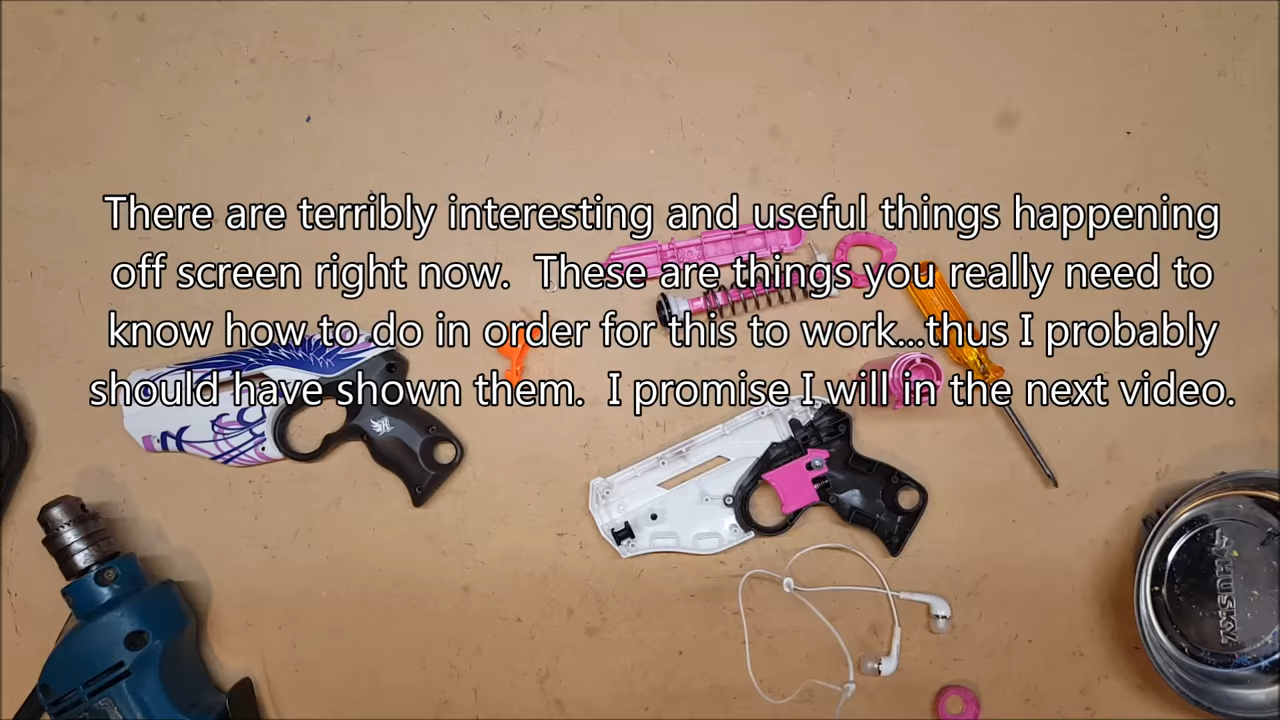 There are terribly interesting and useful things happening
off screen right now.  These are things you really need to
know how to do in order for this to work...thus I probably
should have shown them.  I promise I will in the next video.
HUSKY